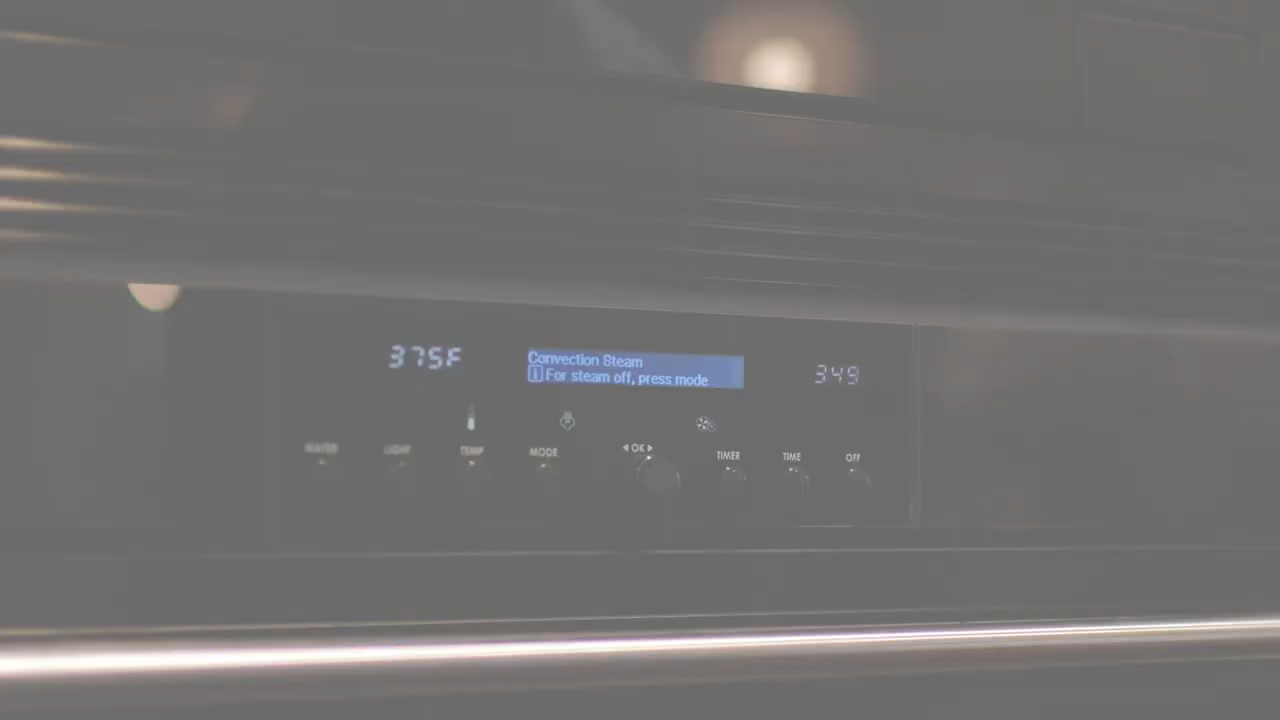 375F
Convection Steam
i For steam off, press mode
349
WATER LIGHT TEMP MODE ◀ OK ▶ TIMER TIME OFF